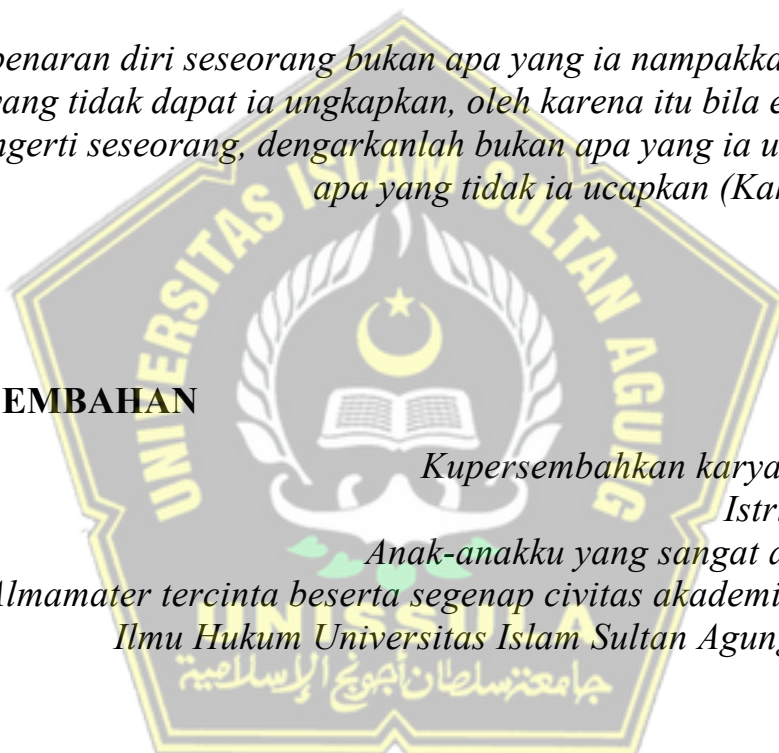 benaran diri seseorang bukan apa yang ia nampakka
yang tidak dapat ia ungkapkan, oleh karena itu bila
ngerti seseorang, dengarkanlah bukan apa yang ia u
apa yang tidak ia ucapkan (Kal
EMBAHAN
Kupersembahkan karya
Istri
Anak-anakku yang sangat
Almamater tercinta beserta segenap civitas akademi
Ilmu Hukum Universitas Islam Sultan Agung
UNIVERSITAS ISLAM SULTAN AGUNG
UNISSULA
جامعة سلطان أجونج الإسلامية